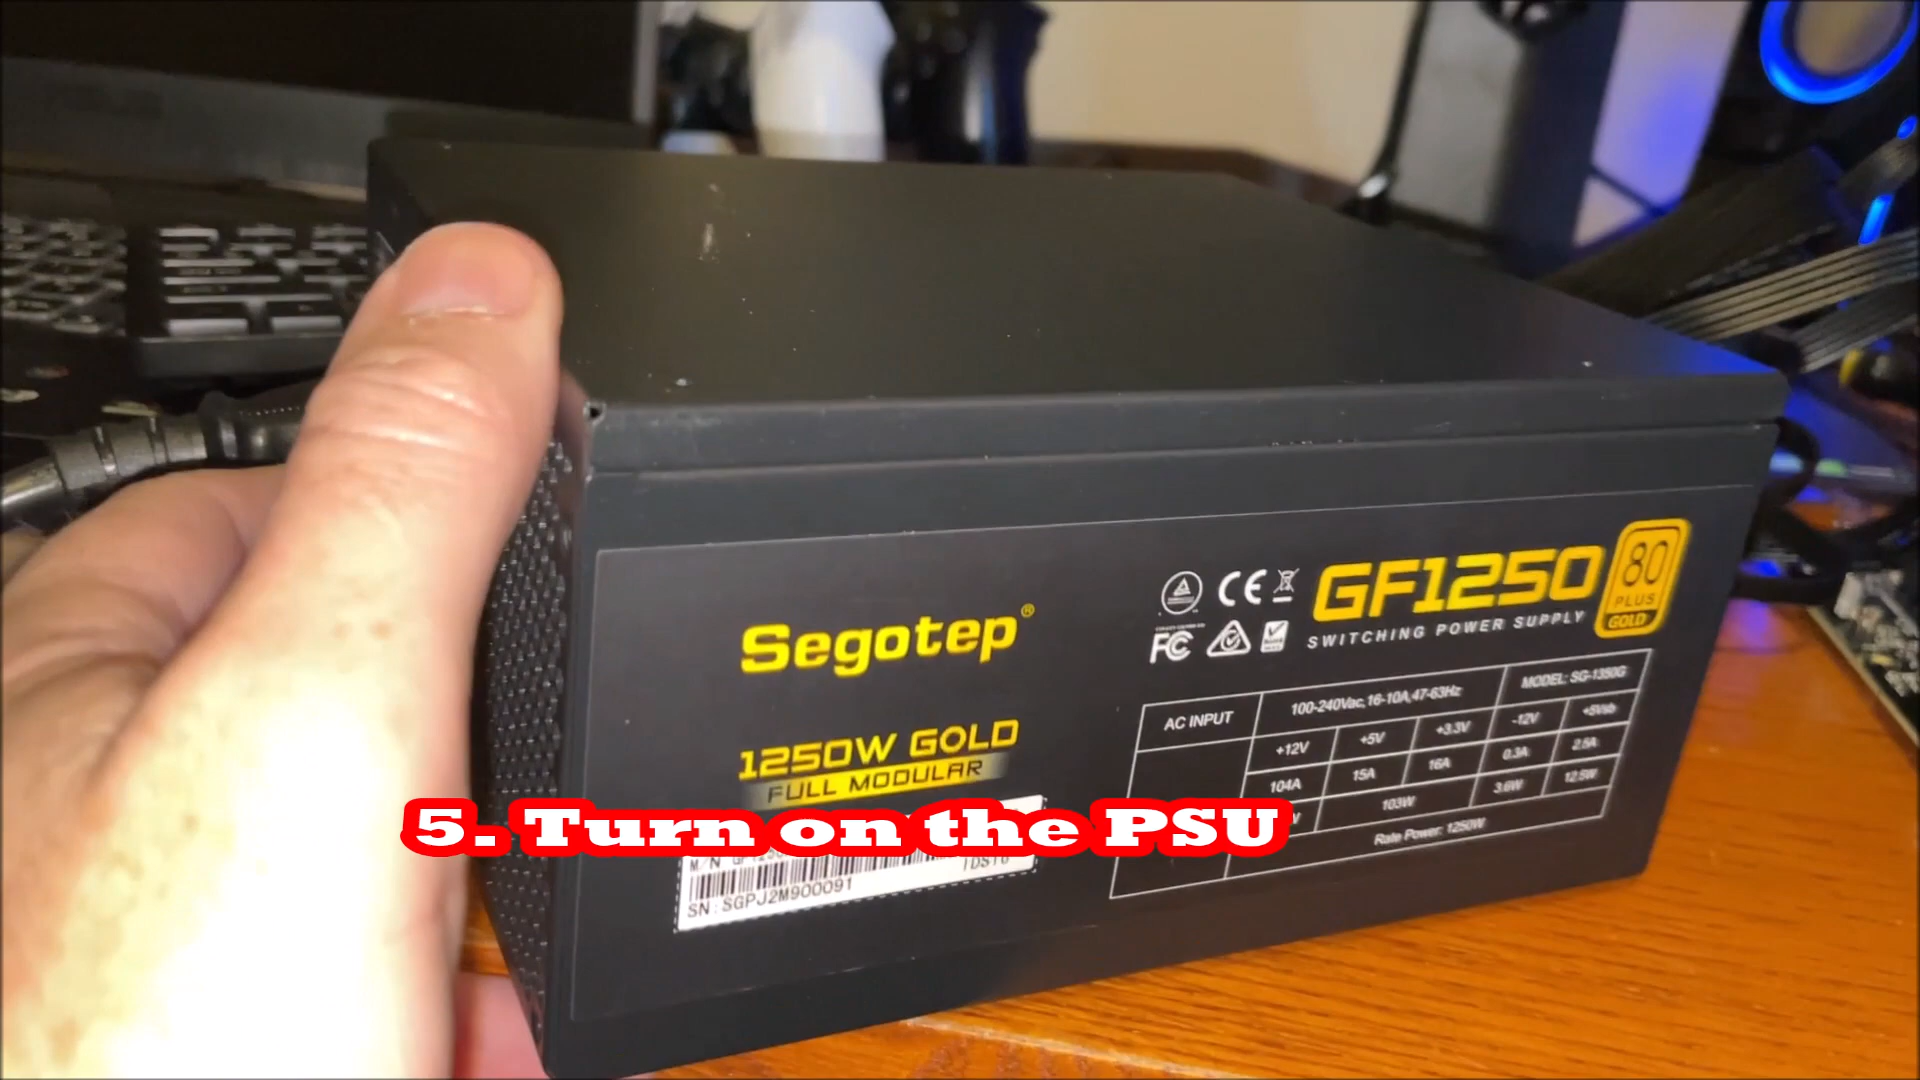 Segotep®
1250W GOLD
FULL MODULAR
5. Turn on the PSU
SN: SGPJ2M900091
CE
FC
GF1250
SWITCHING POWER SUPPLY
80
PLUS
GOLD
AC INPUT 100-240Vac,16-10A,47-63Hz MODEL: SG-1350G
+12V +5V +3.3V -12V +5Vsb
104A 15A 16A 0.3A 2.5A
103W 3.6W 12.5W
Rate Power: 1250W